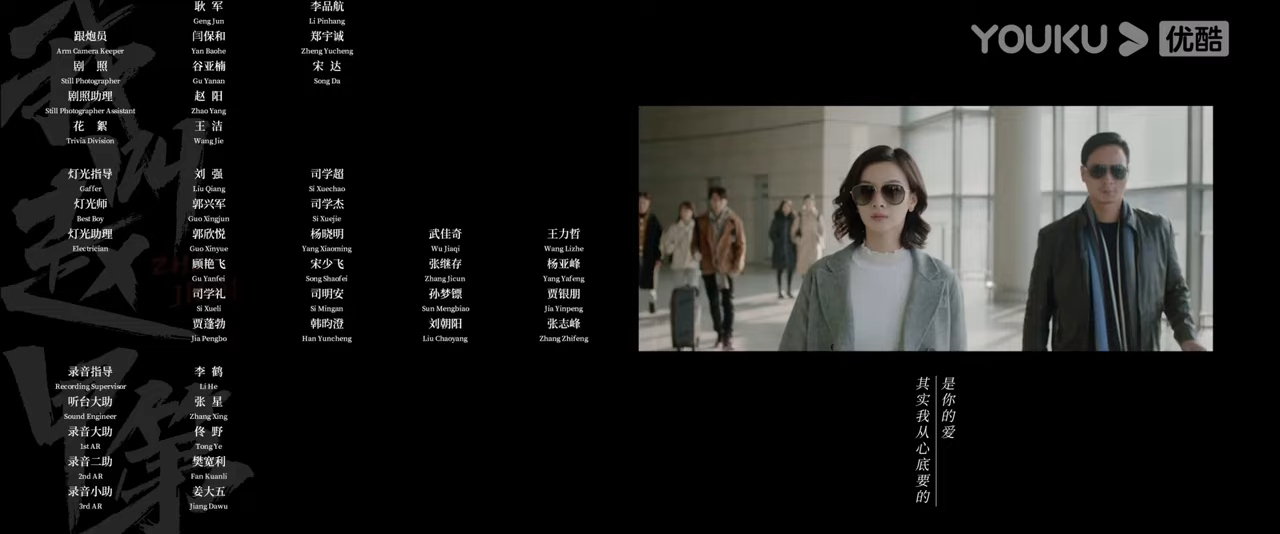 耿 军 李品航
Geng Jun Li Pinhang
跟炮员 闫保和 郑宇诚
Arm Camera Keeper Yan Baohe Zheng Yucheng
剧 照 谷亚楠 宋 达
Still Photographer Gu Yanan Song Da
剧照助理 赵 阳
Still Photographer Assistant Zhao Yang
花 絮 王 洁
Trivia Division Wang Jie
灯光指导 刘 强 司学超
Gaffer Liu Qiang Si Xuechao
灯光师 郭兴军 司学杰
Best Boy Guo Xingjun Si Xuejie
灯光助理 郭欣悦 杨晓明 武佳奇 王力哲
Electrician Guo Xinyue Yang Xiaoming Wu Jiaqi Wang Lizhe
顾艳飞 宋少飞 张继存 杨亚峰
Gu Yanfei Song Shaofei Zhang Jicun Yang Yafeng
司学礼 司明安 孙梦镖 贾银朋
Si Xueli Si Mingan Sun Mengbiao Jia Yinpeng
贾蓬勃 韩昀澄 刘朝阳 张志峰
Jia Pengbo Han Yuncheng Liu Chaoyang Zhang Zhifeng
录音指导 李 鹤
Recording Supervisor Li He
听台大助 张 星
Sound Engineer Zhang Xing
录音大助 佟 野
1st AR Tong Ye
录音二助 樊宽利
2nd AR Fan Kuanli
录音小助 姜大五
3rd AR Jiang Dawu
我叫赵甲第
YOUKU 优酷
其实我从心底要的
是你的爱